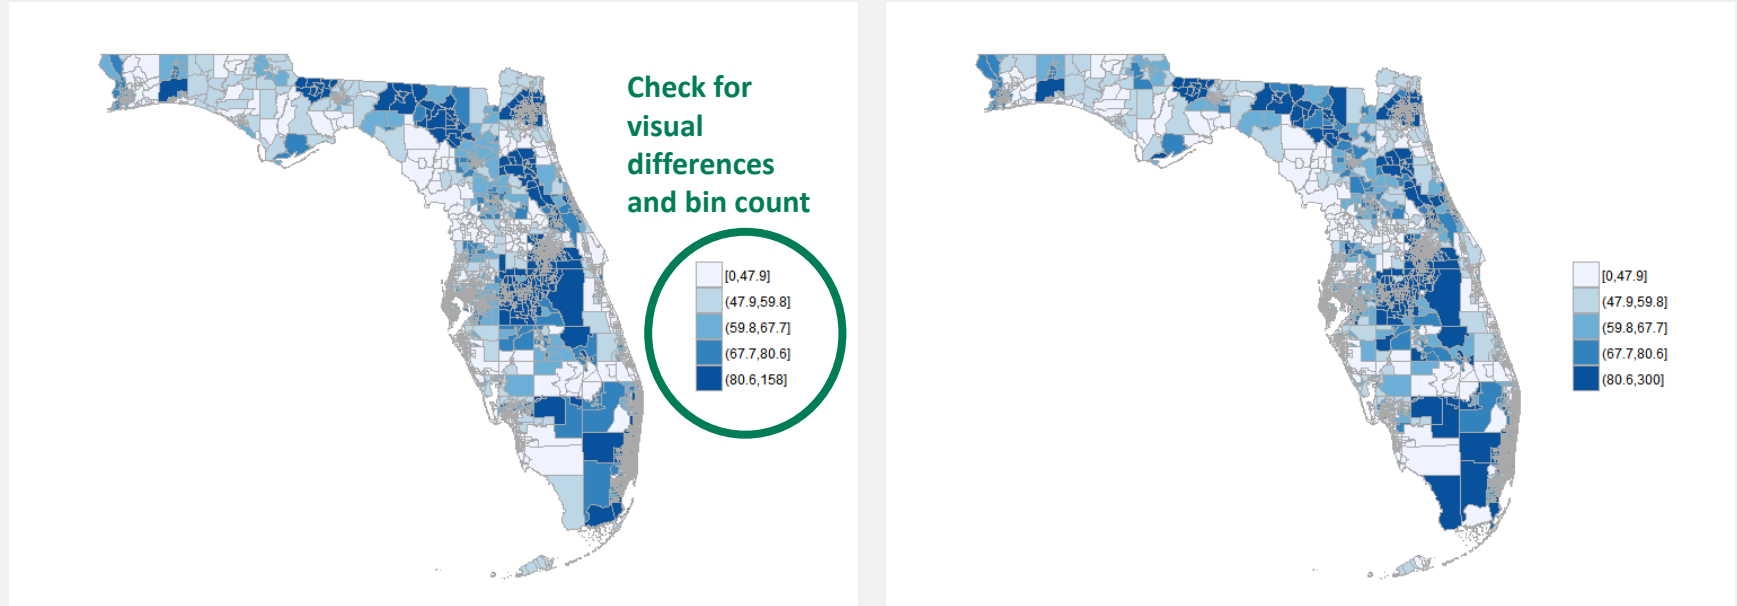 Check for
visual
differences
and bin count
[0,47.9]
(47.9,59.8]
(59.8,67.7]
(67.7,80.6]
(80.6,158]
[0,47.9]
(47.9,59.8]
(59.8,67.7]
(67.7,80.6]
(80.6,300]